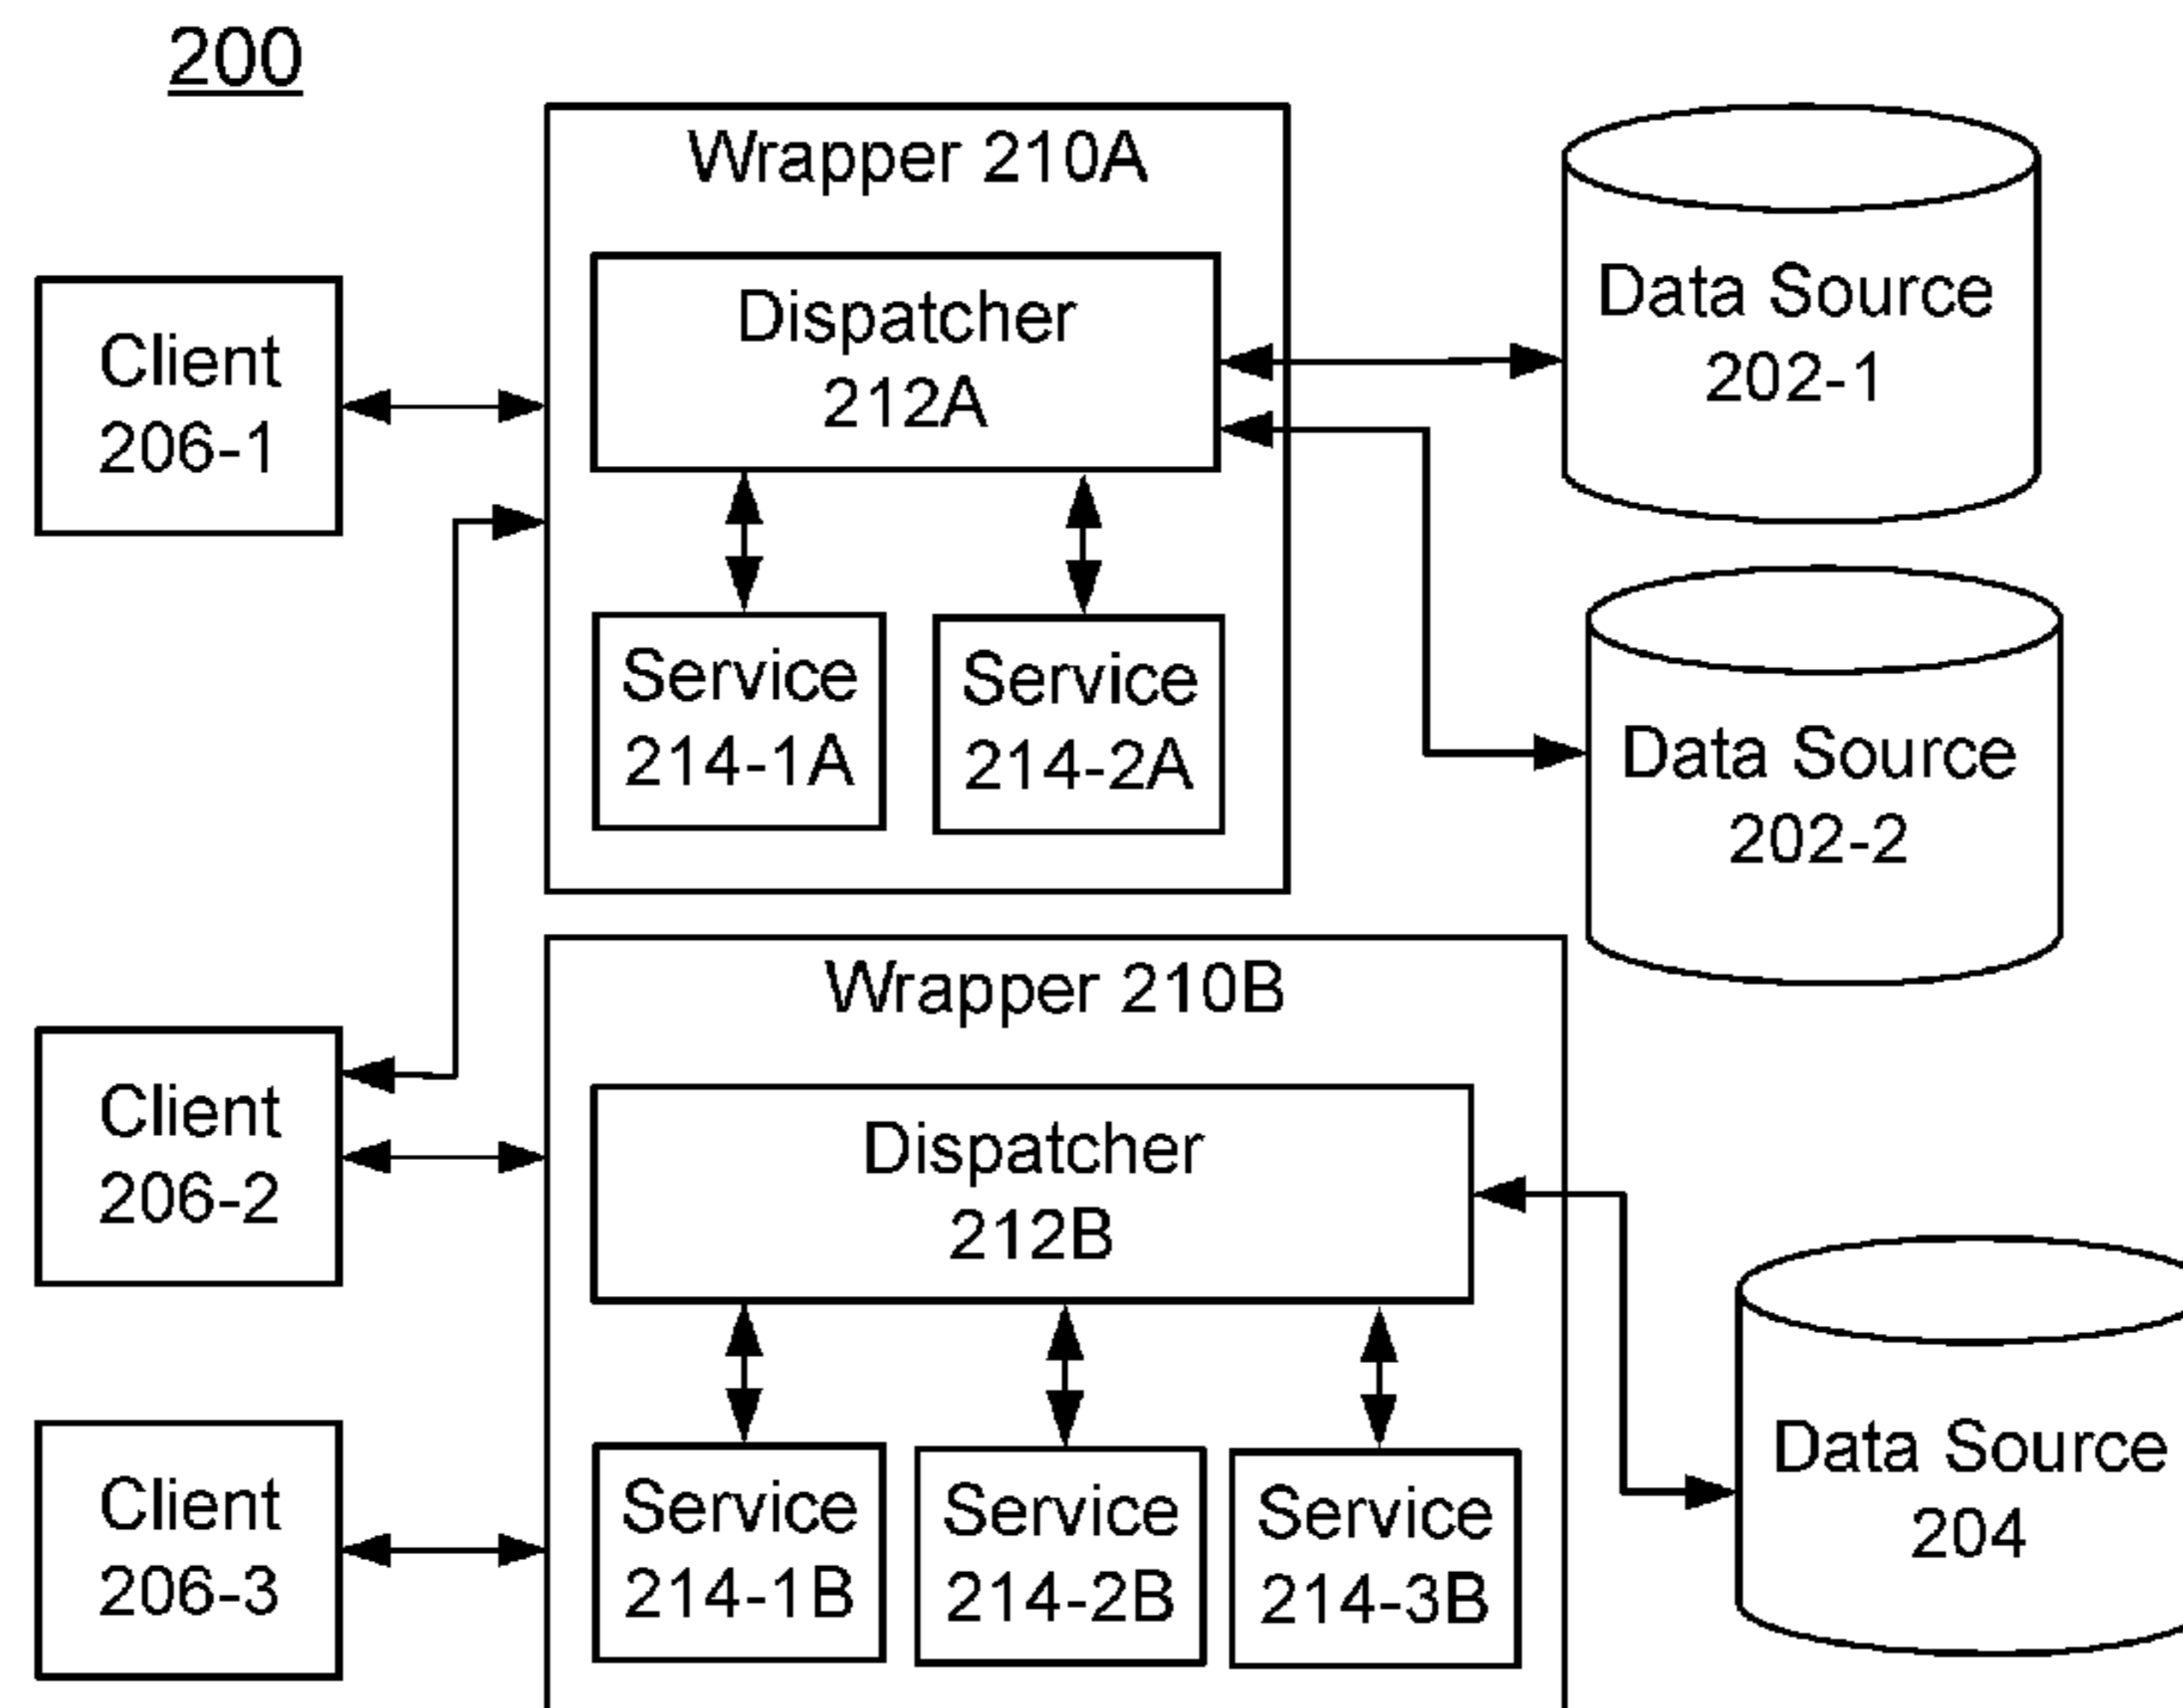 200
Wrapper 210A
Dispatcher
212A
Client
206-1
Service
214-1A
Service
214-2A
Data Source
202-1
Data Source
202-2
Wrapper 210B
Client
206-2
Dispatcher
212B
Client
206-3
Service
214-1B
Service
214-2B
Service
214-3B
Data Source
204